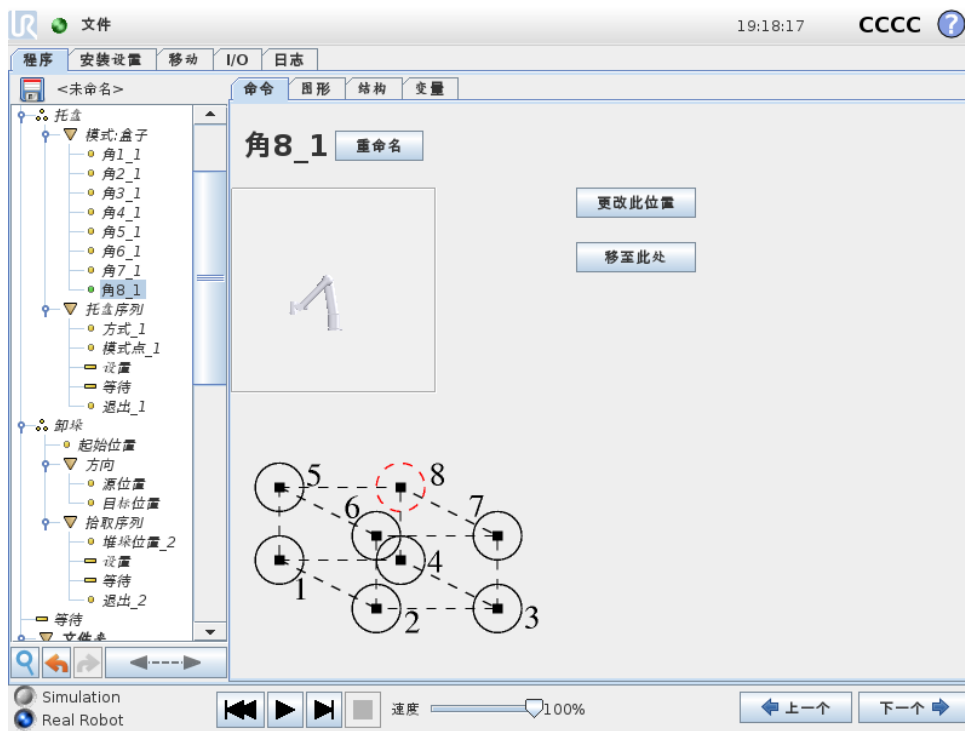 UR 文件 19:18:17 CCCC ?
程序 安装设置 移动 I/O 日志
<未命名> 命令 图形 结构 变量
托盘
模式:盒子
角1_1
角2_1
角3_1
角4_1
角5_1
角6_1
角7_1
角8_1
托盒序列
方式_1
模式点_1
设置
等待
退出_1
卸垛
起始位置
方向
源位置
目标位置
拾取序列
堆垛位置_2
设置
等待
退出_2
等待
文件夹
角8_1 重命名
更改此位置
移至此处
5 8
6 7
1 4
2 3
Simulation
Real Robot
速度 100%
上一个 下一个